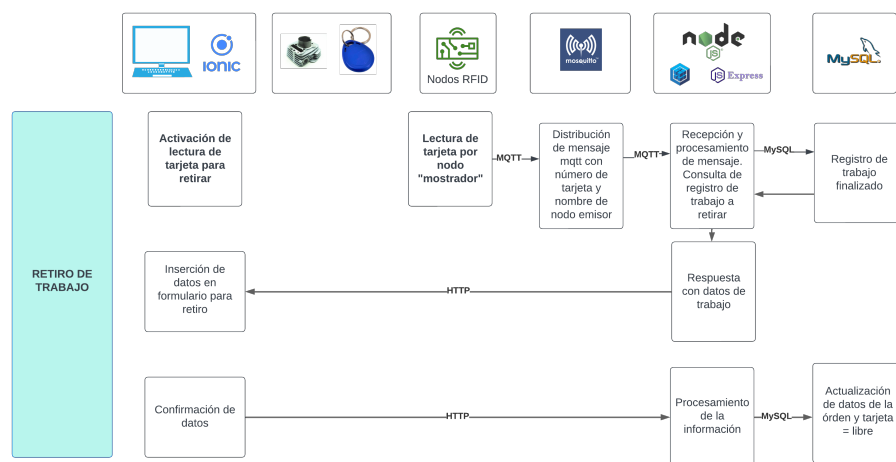 IONIC
Nodos RFID
mosquitto
node
JS
JS Express
MySQL
Activación de
lectura de
tarjeta para
retirar
Lectura de
tarjeta por
nodo
"mostrador"
MQTT
Distribución
de mensaje
mqtt con
número de
tarjeta y
nombre de
nodo emisor
MQTT
Recepción y
procesamiento
de mensaje.
Consulta de
registro de
trabajo a
retirar
MySQL
Registro de
trabajo
finalizado
RETIRO DE
TRABAJO
Inserción de
datos en
formulario para
retiro
HTTP
Respuesta
con datos de
trabajo
Confirmación de
datos
HTTP
Procesamiento
de la
información
MySQL
Actualización
de datos de la
órden y tarjeta
= libre